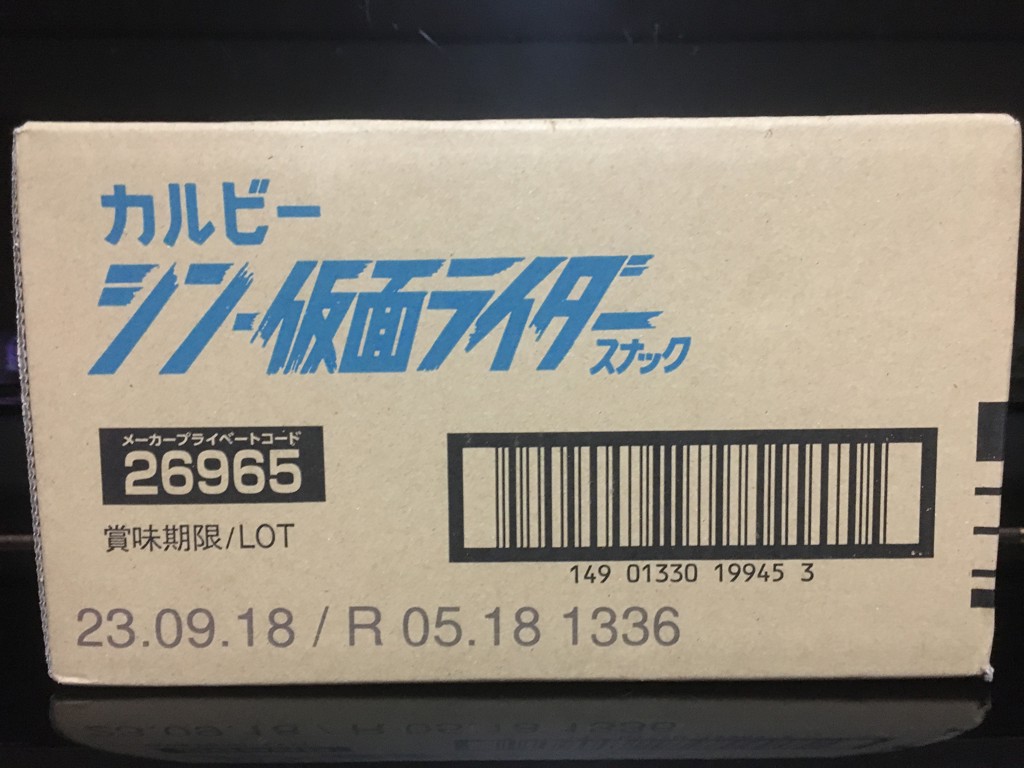 カルビー
シン・仮面ライダー
スナック
メーカープライベートコード
26965
賞味期限/LOT
149 01330 19945 3
23.09.18 / R 05.18 1336